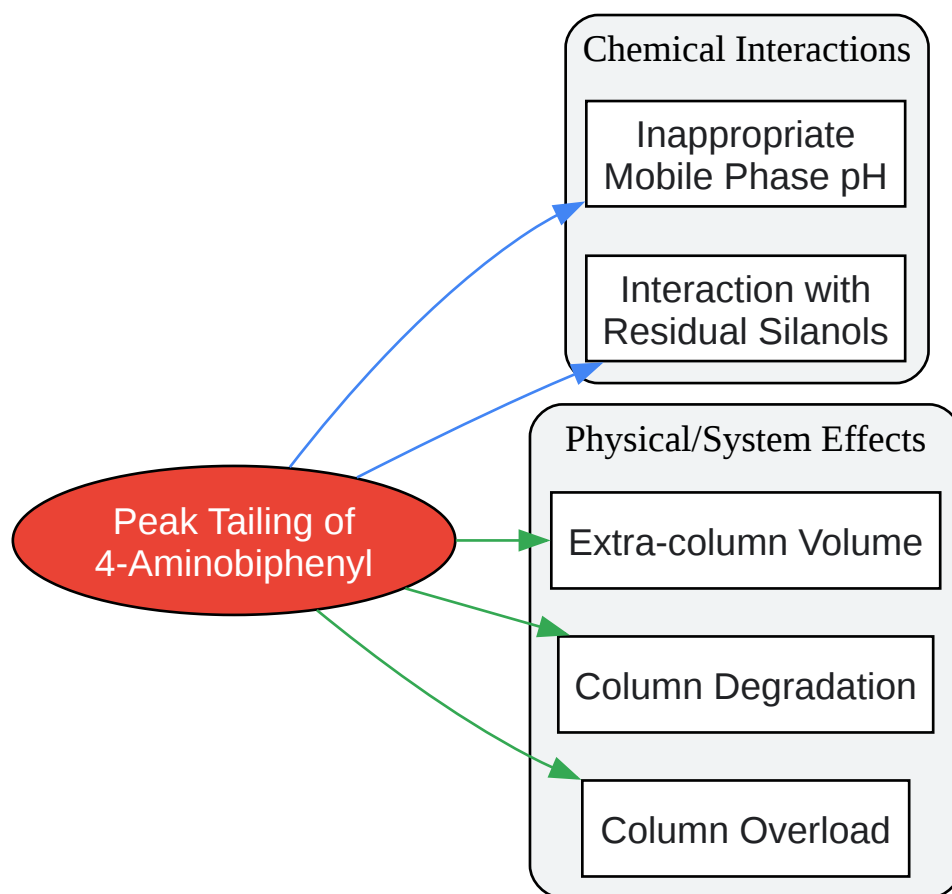 Chemical Interactions
Inappropriate
Mobile Phase pH
Interaction with
Residual Silanols
Physical/System Effects
Peak Tailing of
4-Aminobiphenyl
Extra-column Volume
Column Degradation
Column Overload